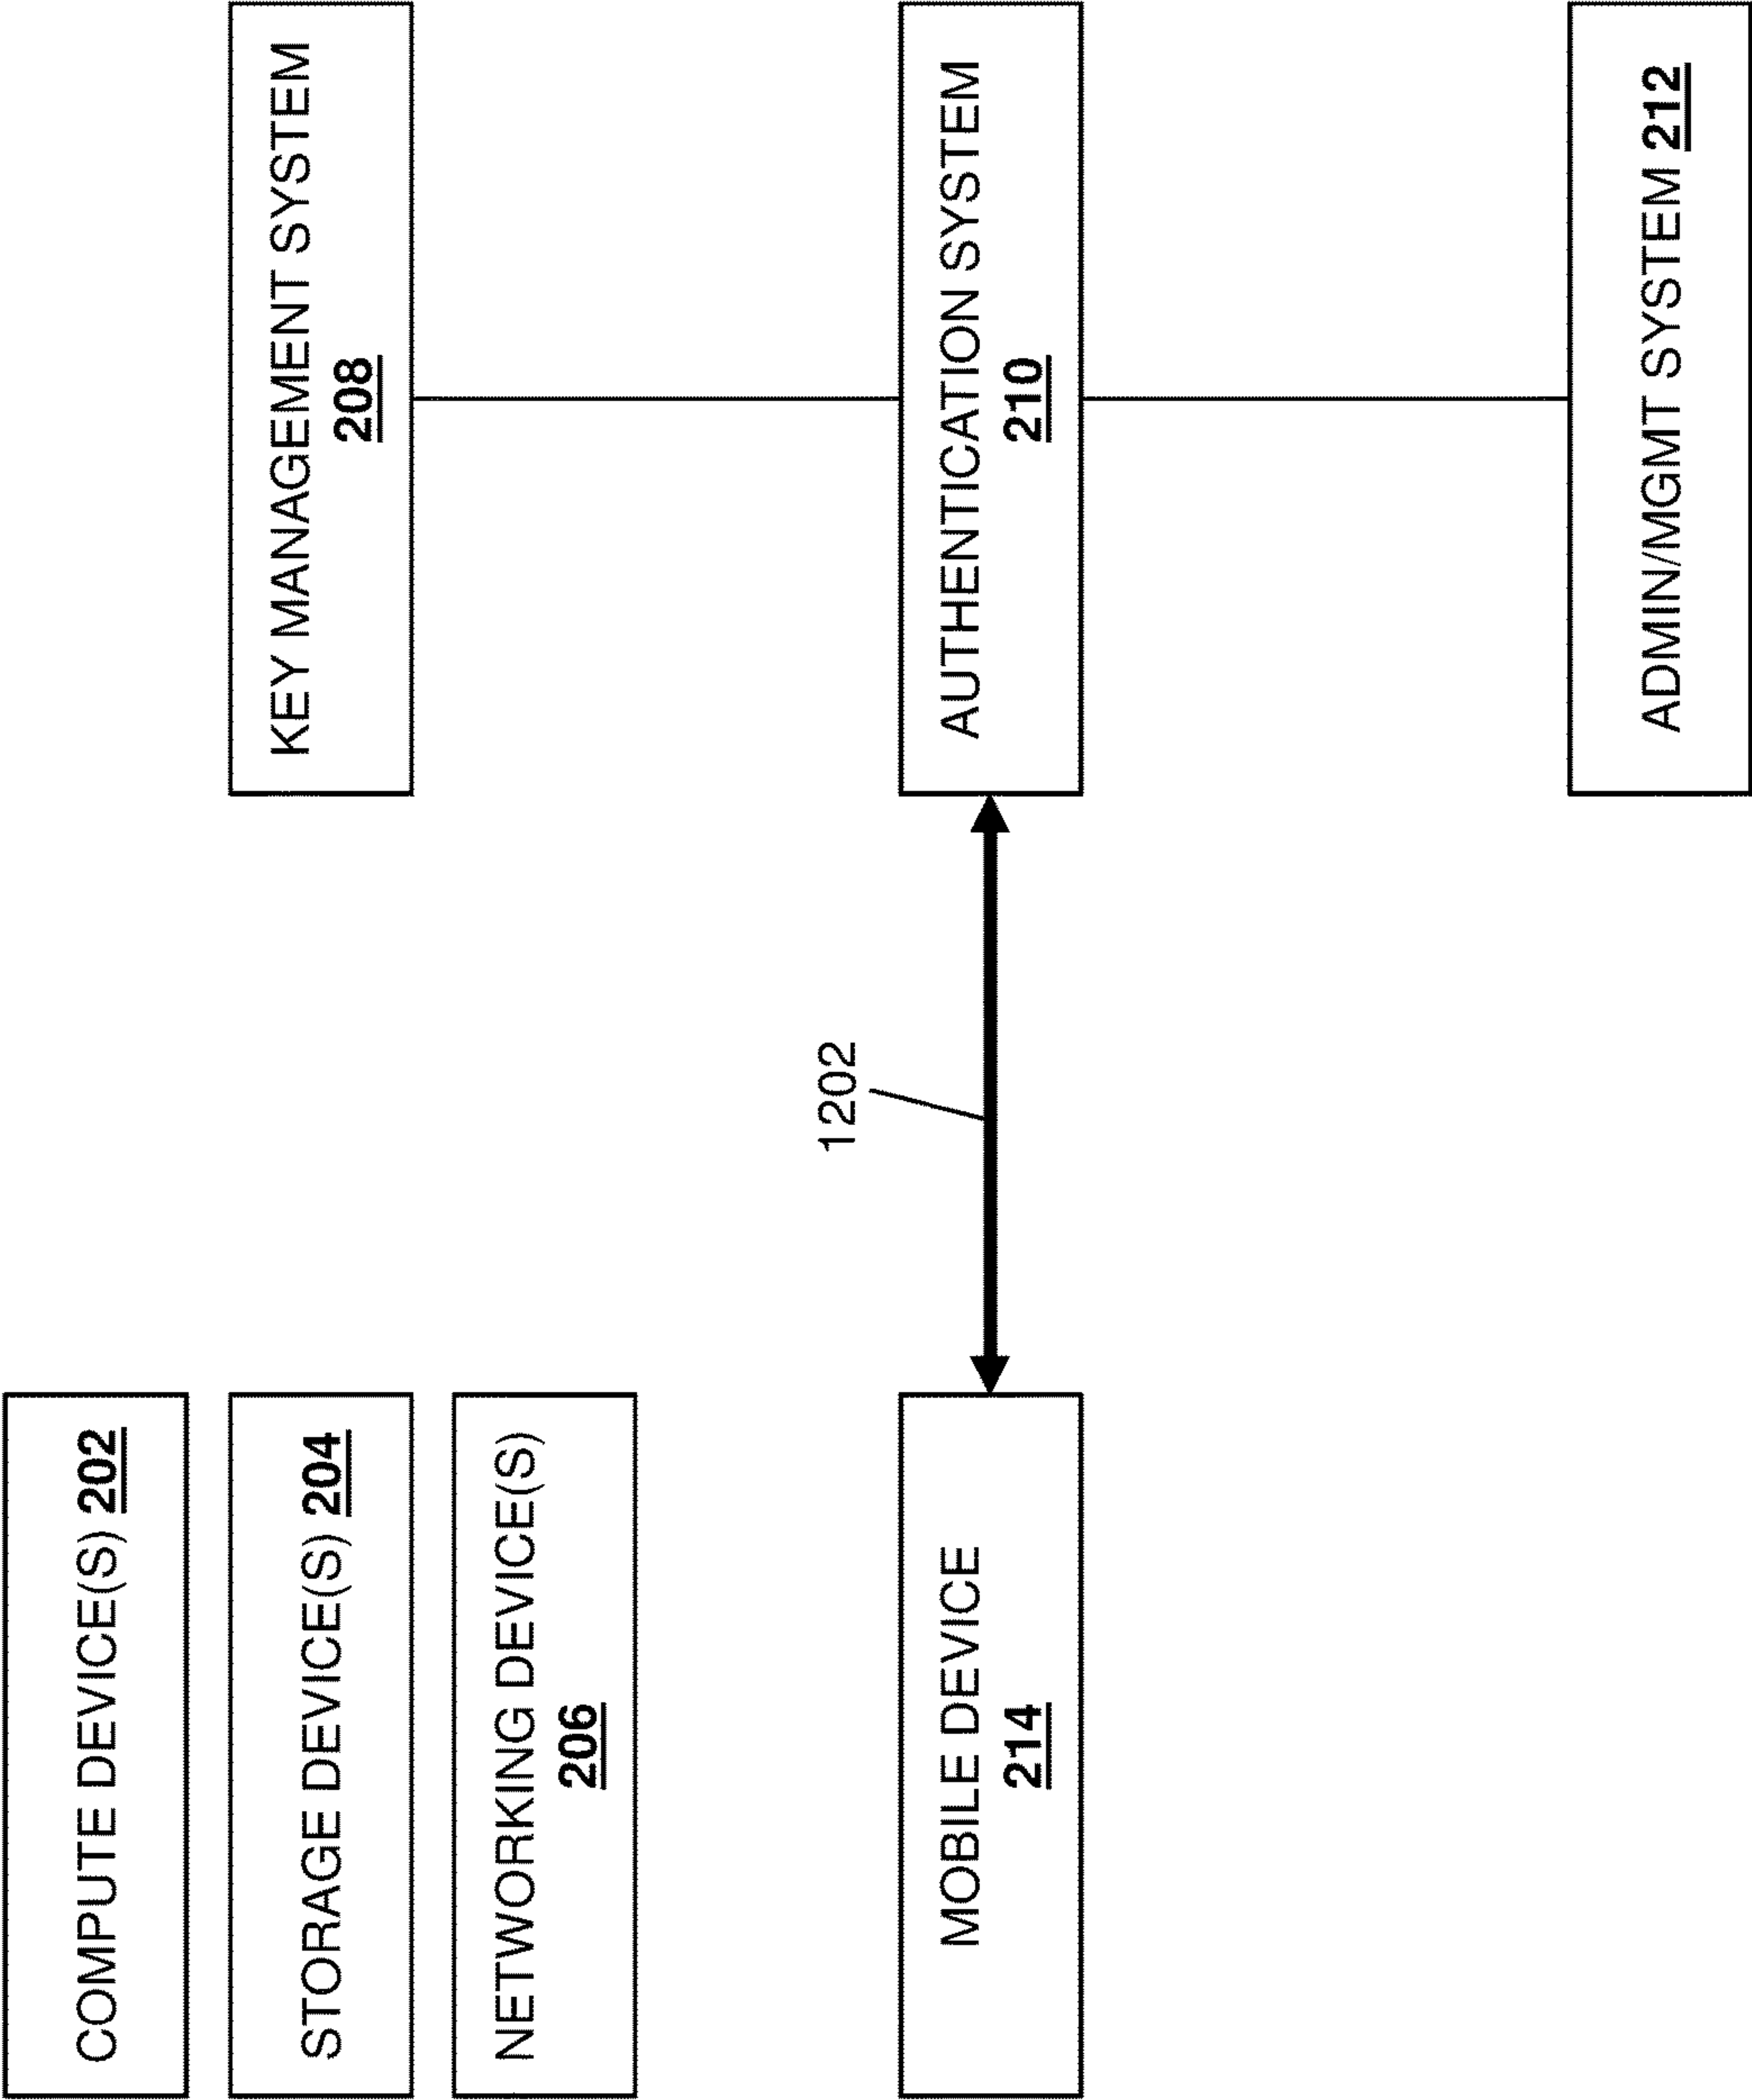 COMPUTE DEVICE(S) 202
STORAGE DEVICE(S) 204
NETWORKING DEVICE(S)
206
MOBILE DEVICE
214
1202
KEY MANAGEMENT SYSTEM
208
AUTHENTICATION SYSTEM
210
ADMIN/MGMT SYSTEM 212